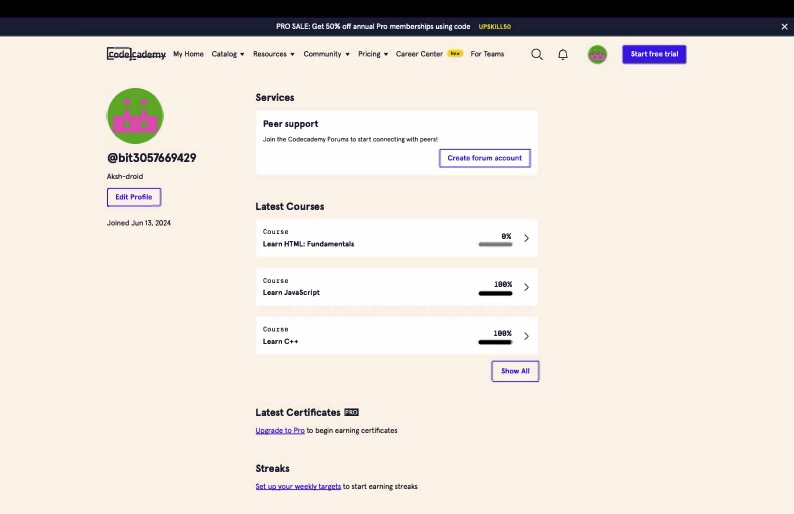 PRO SALE: Get 50% off annual Pro memberships using code UPSKILL50
code cademy My Home Catalog Resources Community Pricing Career Center New For Teams Start free trial
@bit3057669429
Aksh-droid
Edit Profile
Joined Jun 13, 2024
Services
Peer support
Join the Codecademy Forums to start connecting with peers!
Create forum account
Latest Courses
Course
Learn HTML: Fundamentals
0%
Course
Learn JavaScript
100%
Course
Learn C++
100%
Show All
Latest Certificates PRO
Upgrade to Pro to begin earning certificates
Streaks
Set up your weekly targets to start earning streaks